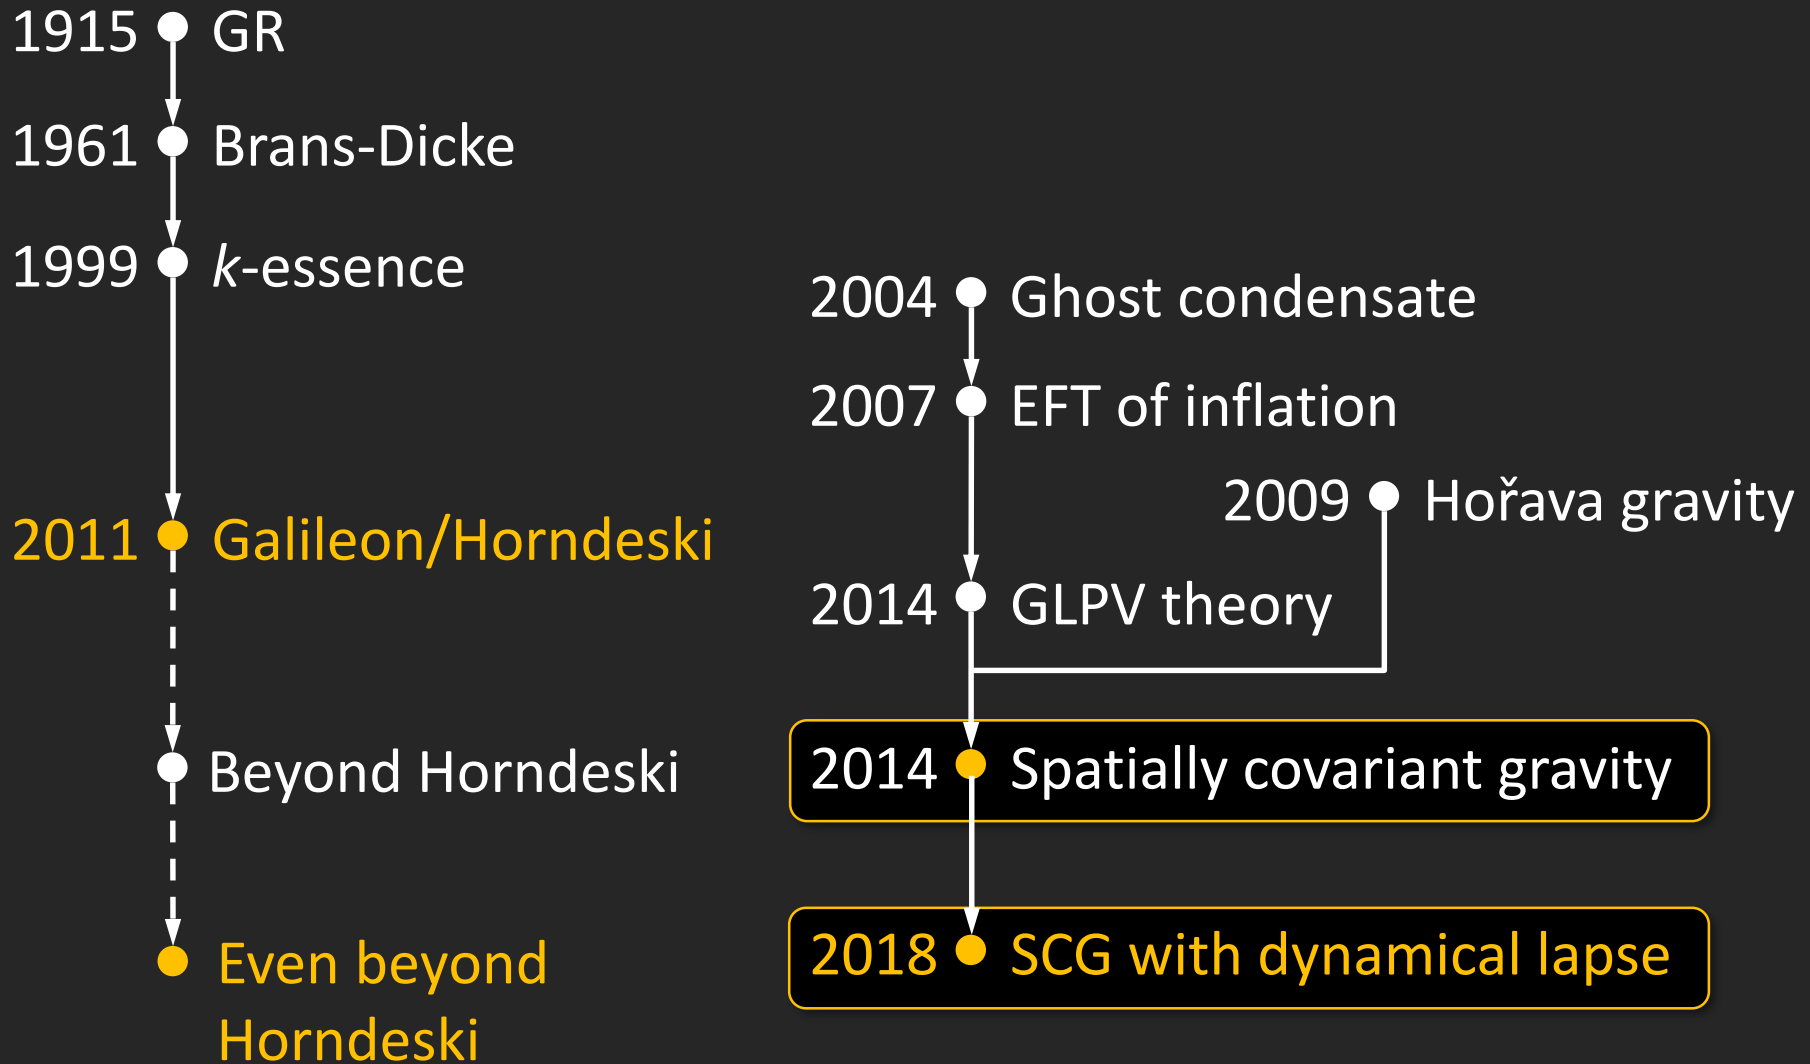 1915 GR
1961 Brans-Dicke
1999 k-essence
2011 Galileon/Horndeski
Beyond Horndeski
Even beyond
Horndeski
2004 Ghost condensate
2007 EFT of inflation
2009 Hořava gravity
2014 GLPV theory
2014 Spatially covariant gravity
2018 SCG with dynamical lapse